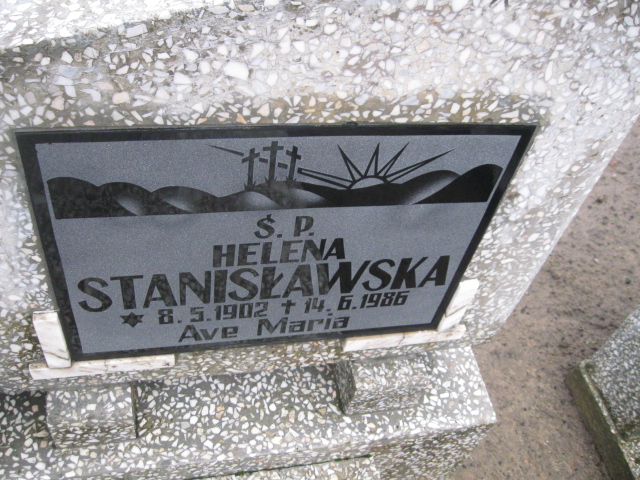 Ś. P.
HELENA
STANISŁAWSKA
✶ 8.5.1902 ✝ 14.6.1986
Ave Maria